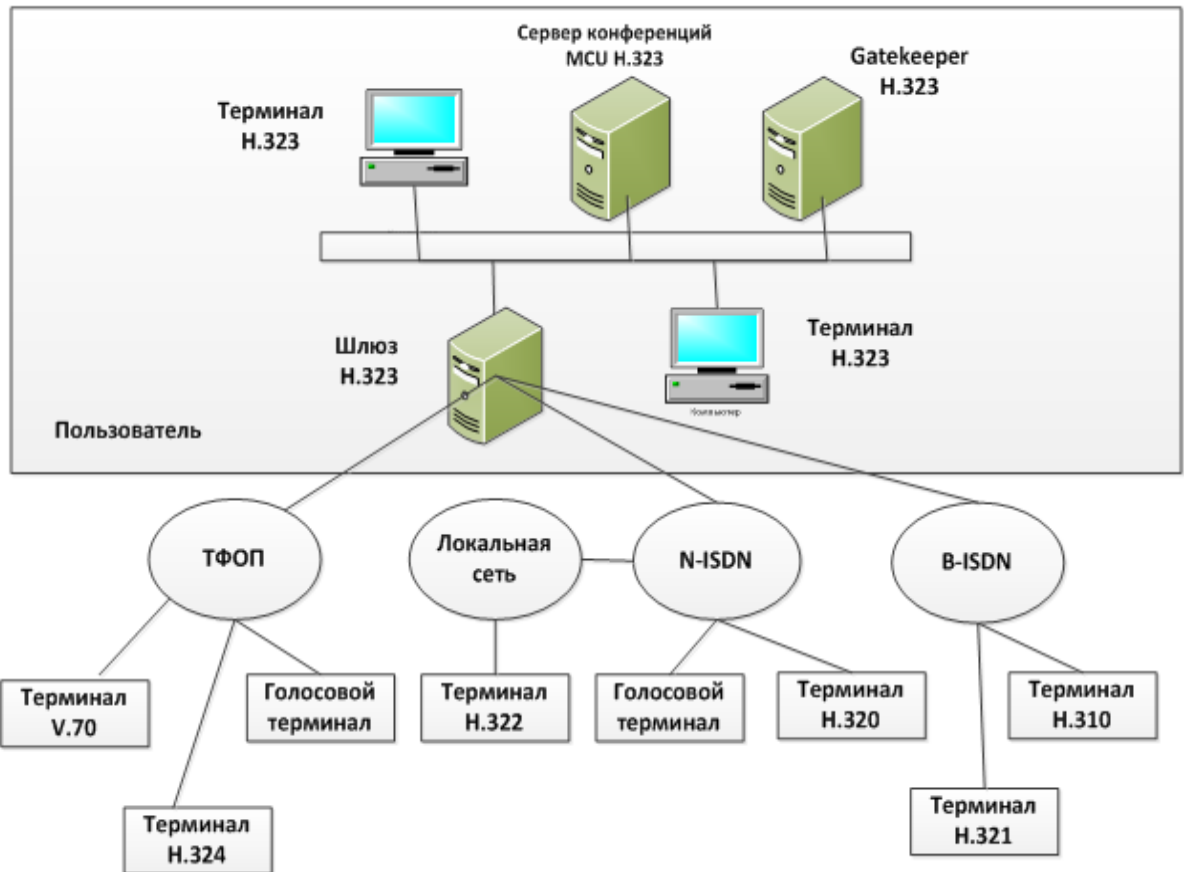 Сервер конференций
MCU H.323
Gatekeeper
H.323
Терминал
H.323
Шлюз
H.323
Терминал
H.323
Компьютер
Пользователь
ТФОП
Локальная
сеть
N-ISDN
B-ISDN
Терминал
V.70
Голосовой
терминал
Терминал
H.322
Голосовой
терминал
Терминал
H.320
Терминал
H.310
Терминал
H.324
Терминал
H.321